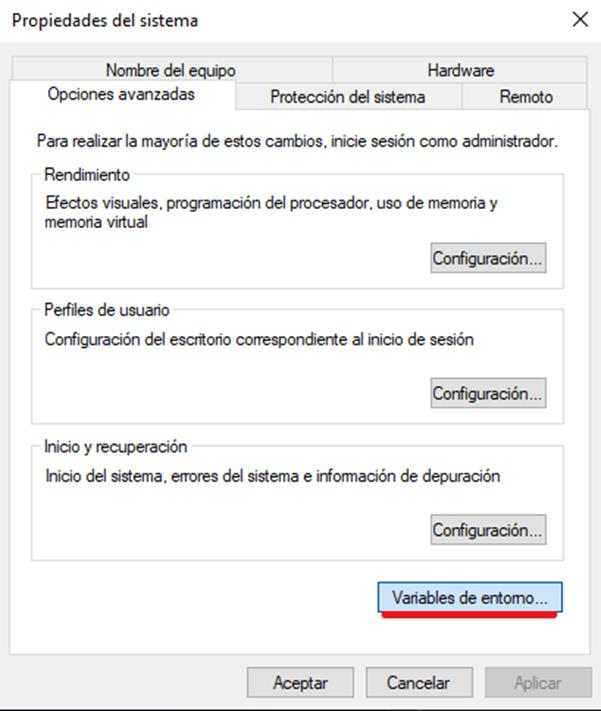 Propiedades del sistema
Nombre del equipo
Hardware
Opciones avanzadas
Protección del sistema
Remoto
Para realizar la mayoría de estos cambios, inicie sesión como administrador.
Rendimiento
Efectos visuales, programación del procesador, uso de memoria y
memoria virtual
Configuración...
Perfiles de usuario
Configuración del escritorio correspondiente al inicio de sesión
Configuración...
Inicio y recuperación
Inicio del sistema, errores del sistema e información de depuración
Configuración...
Variables de entorno...
Aceptar
Cancelar
Aplicar